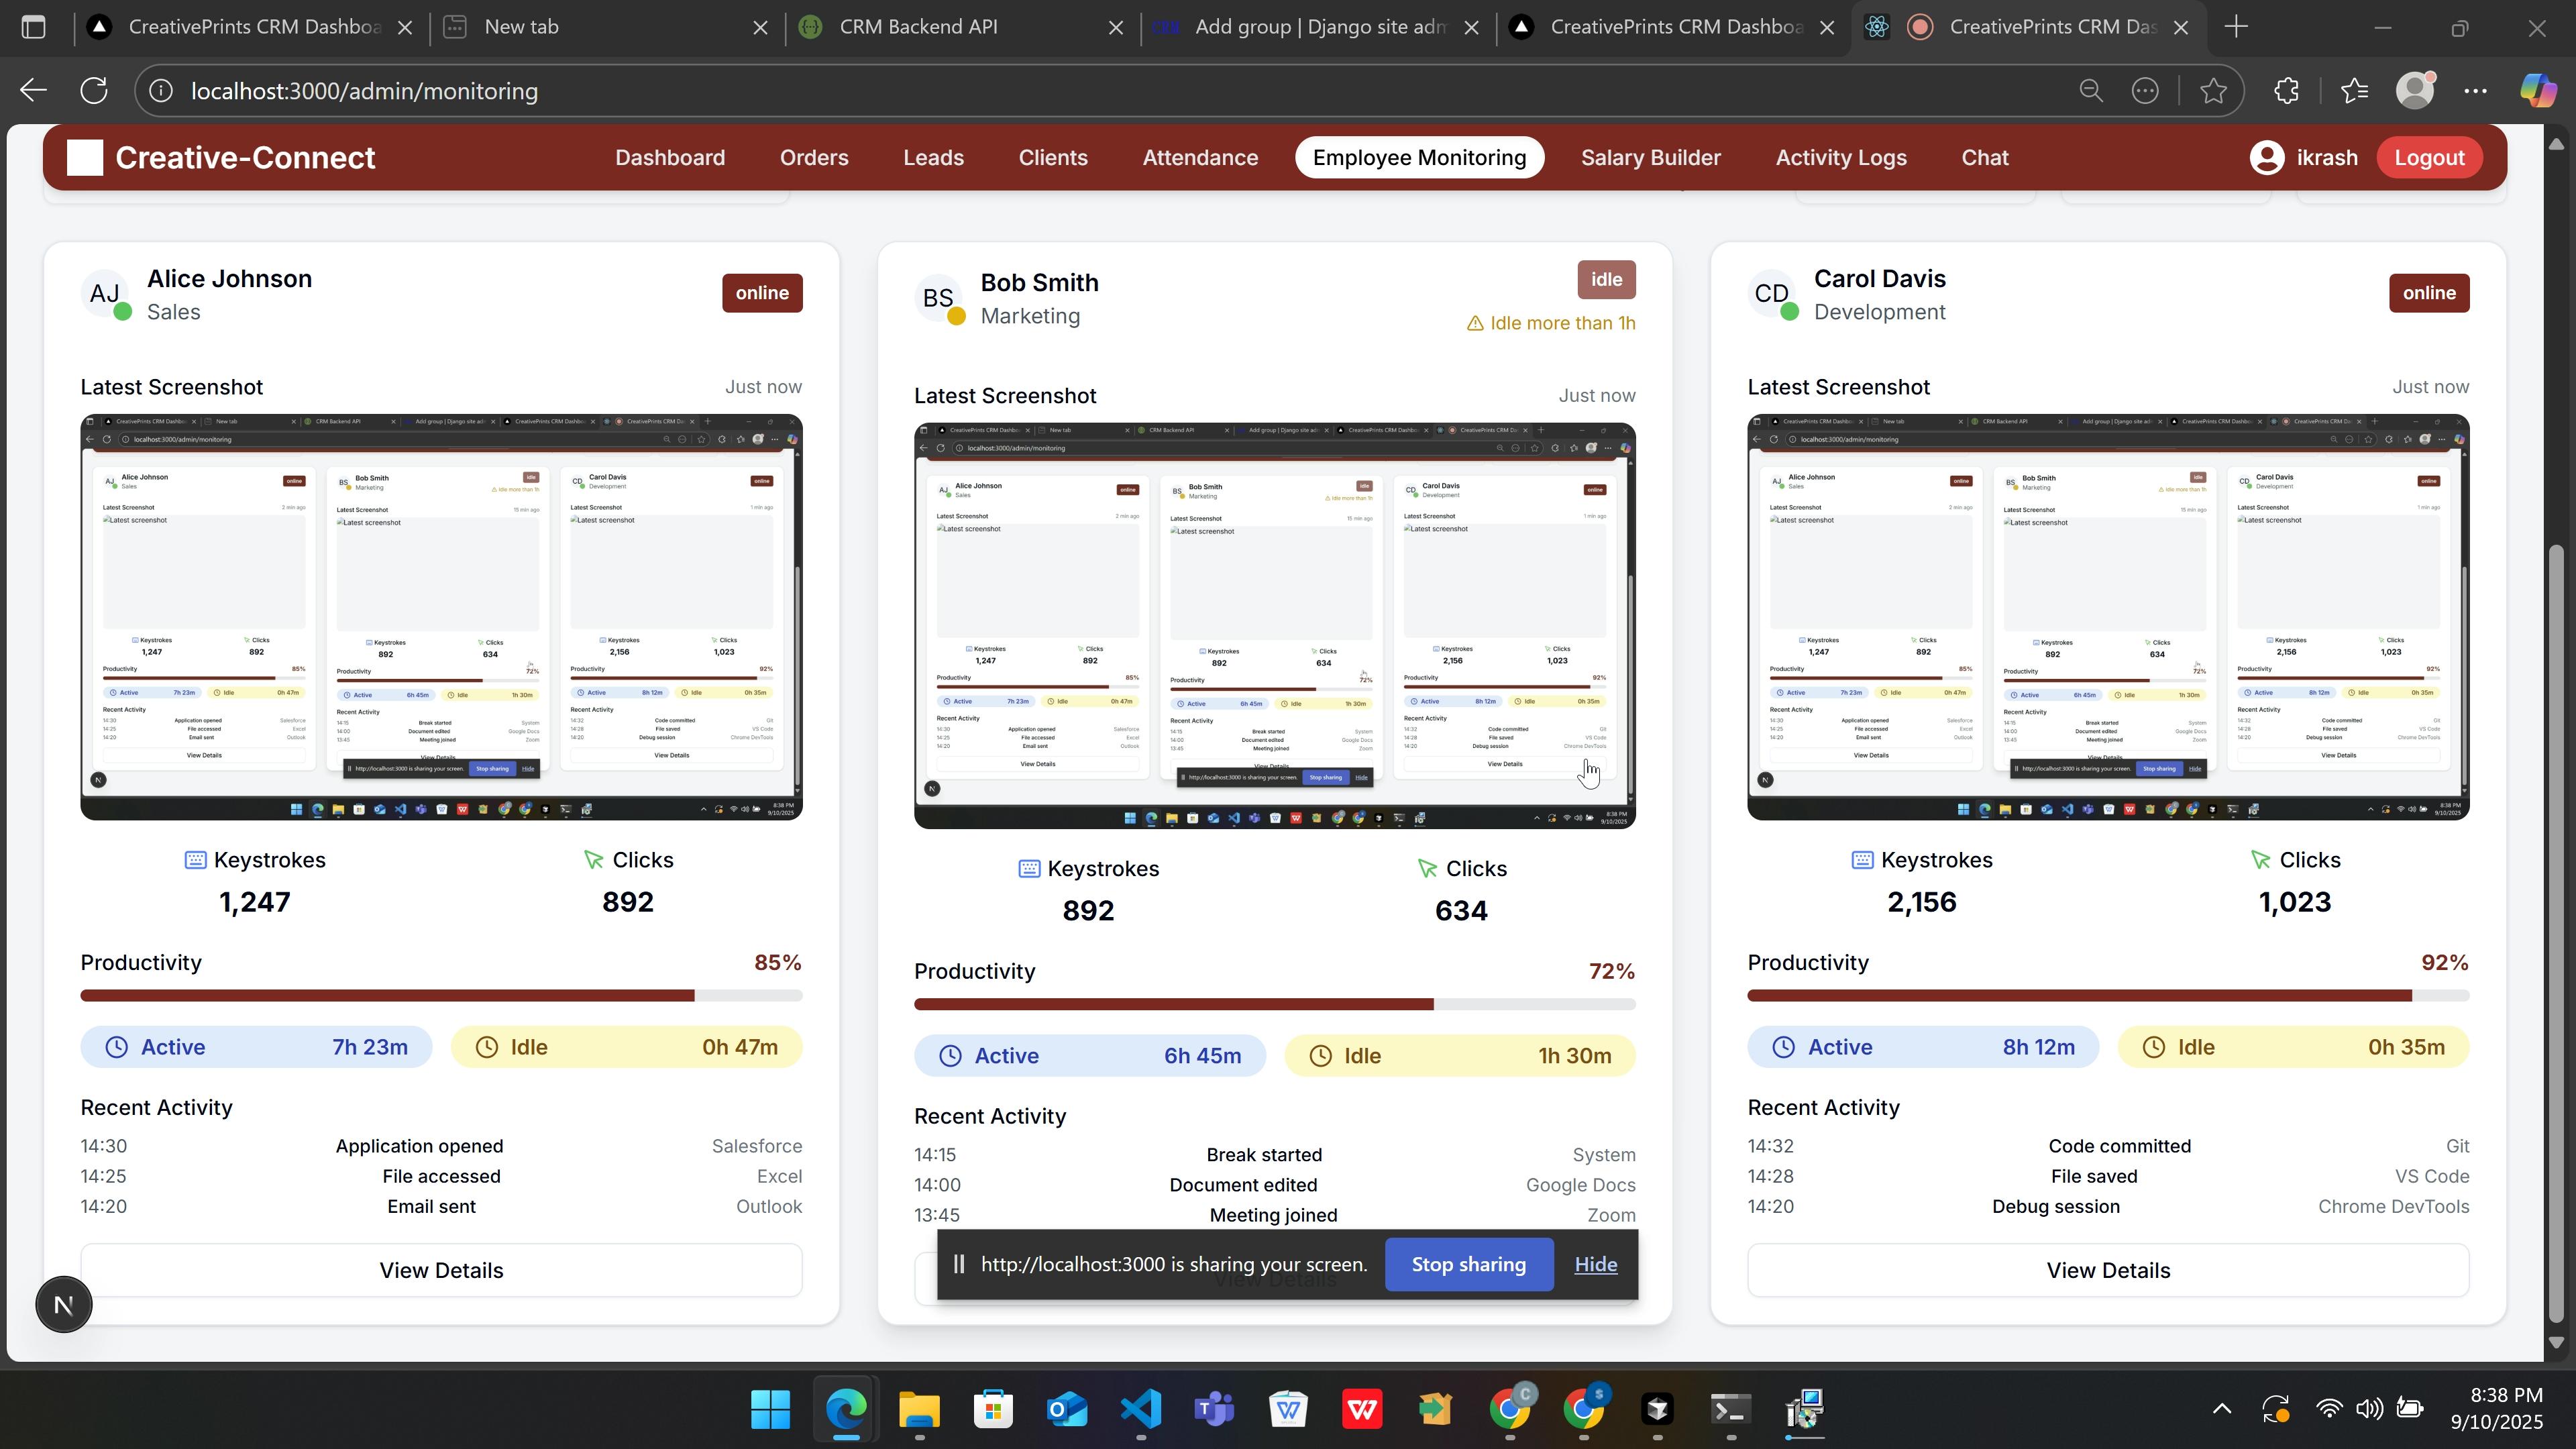 CreativePrints CRM Dashboa
New tab
CRM Backend API
Add group | Django site adm
CreativePrints CRM Dashboa
CreativePrints CRM Das
localhost:3000/admin/monitoring
Creative-Connect
Dashboard
Orders
Leads
Clients
Attendance
Employee Monitoring
Salary Builder
Activity Logs
Chat
ikrash
Logout
AJ
Alice Johnson
Sales
online
Latest Screenshot
Just now
Keystrokes
1,247
Clicks
892
Productivity
85%
Active
7h 23m
Idle
0h 47m
Recent Activity
14:30 Application opened Salesforce
14:25 File accessed Excel
14:20 Email sent Outlook
View Details
BS
Bob Smith
Marketing
idle
Idle more than 1h
Latest Screenshot
Just now
Keystrokes
892
Clicks
634
Productivity
72%
Active
6h 45m
Idle
1h 30m
Recent Activity
14:15 Break started System
14:00 Document edited Google Docs
13:45 Meeting joined Zoom
View Details
http://localhost:3000 is sharing your screen.
Stop sharing
Hide
CD
Carol Davis
Development
online
Latest Screenshot
Just now
Keystrokes
2,156
Clicks
1,023
Productivity
92%
Active
8h 12m
Idle
0h 35m
Recent Activity
14:32 Code committed Git
14:28 File saved VS Code
14:20 Debug session Chrome DevTools
View Details
N
8:38 PM
9/10/2025